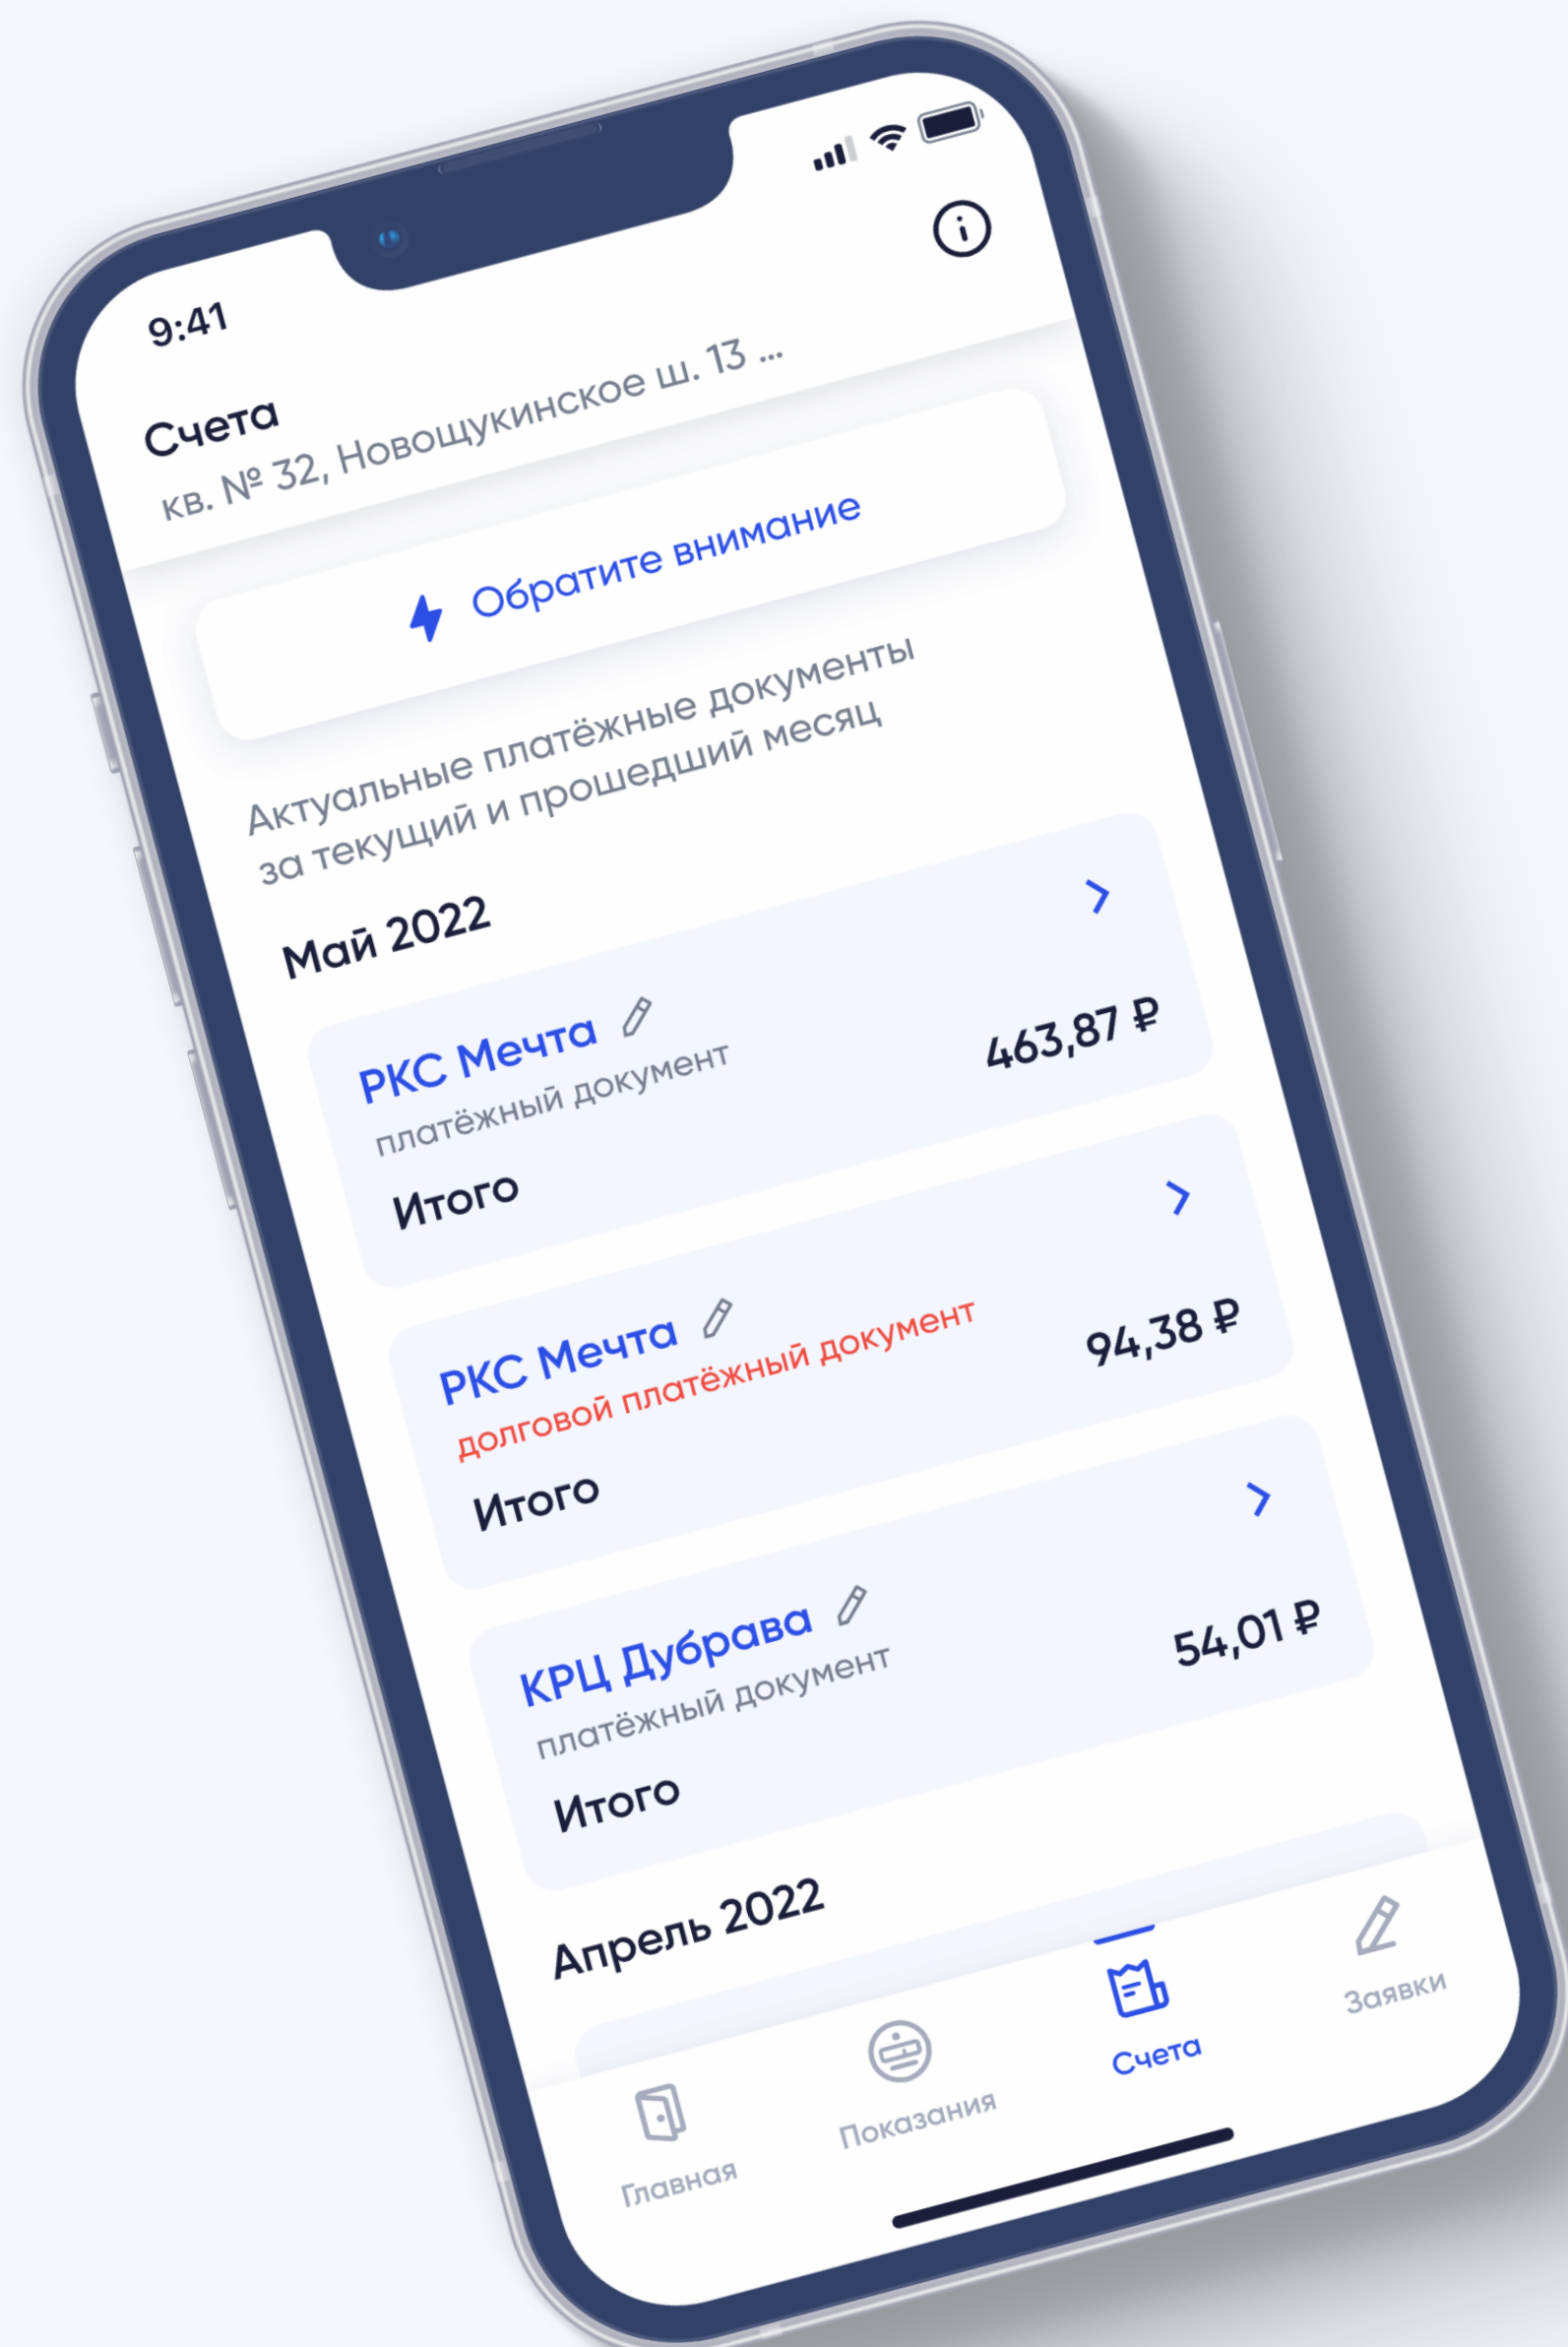 9:41
Счета
кв. № 32, Новощукинское ш. 13 ...
Обратите внимание
Актуальные платёжные документы
за текущий и прошедший месяц
Май 2022
РКС Мечта
платёжный документ
Итого
463,87 ₽
РКС Мечта
долговой платёжный документ
Итого
94,38 ₽
КРЦ Дубрава
платёжный документ
Итого
54,01 ₽
Апрель 2022
Главная
Показания
Счета
Заявки